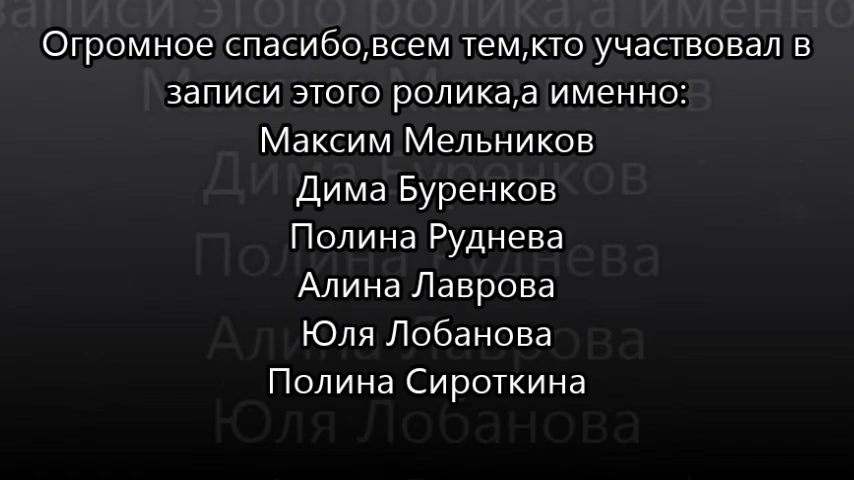 Огромное спасибо,всем тем,кто участвовал в
записи этого ролика,а именно:
Максим Мельников
Дима Буренков
Полина Руднева
Алина Лаврова
Юля Лобанова
Полина Сироткина